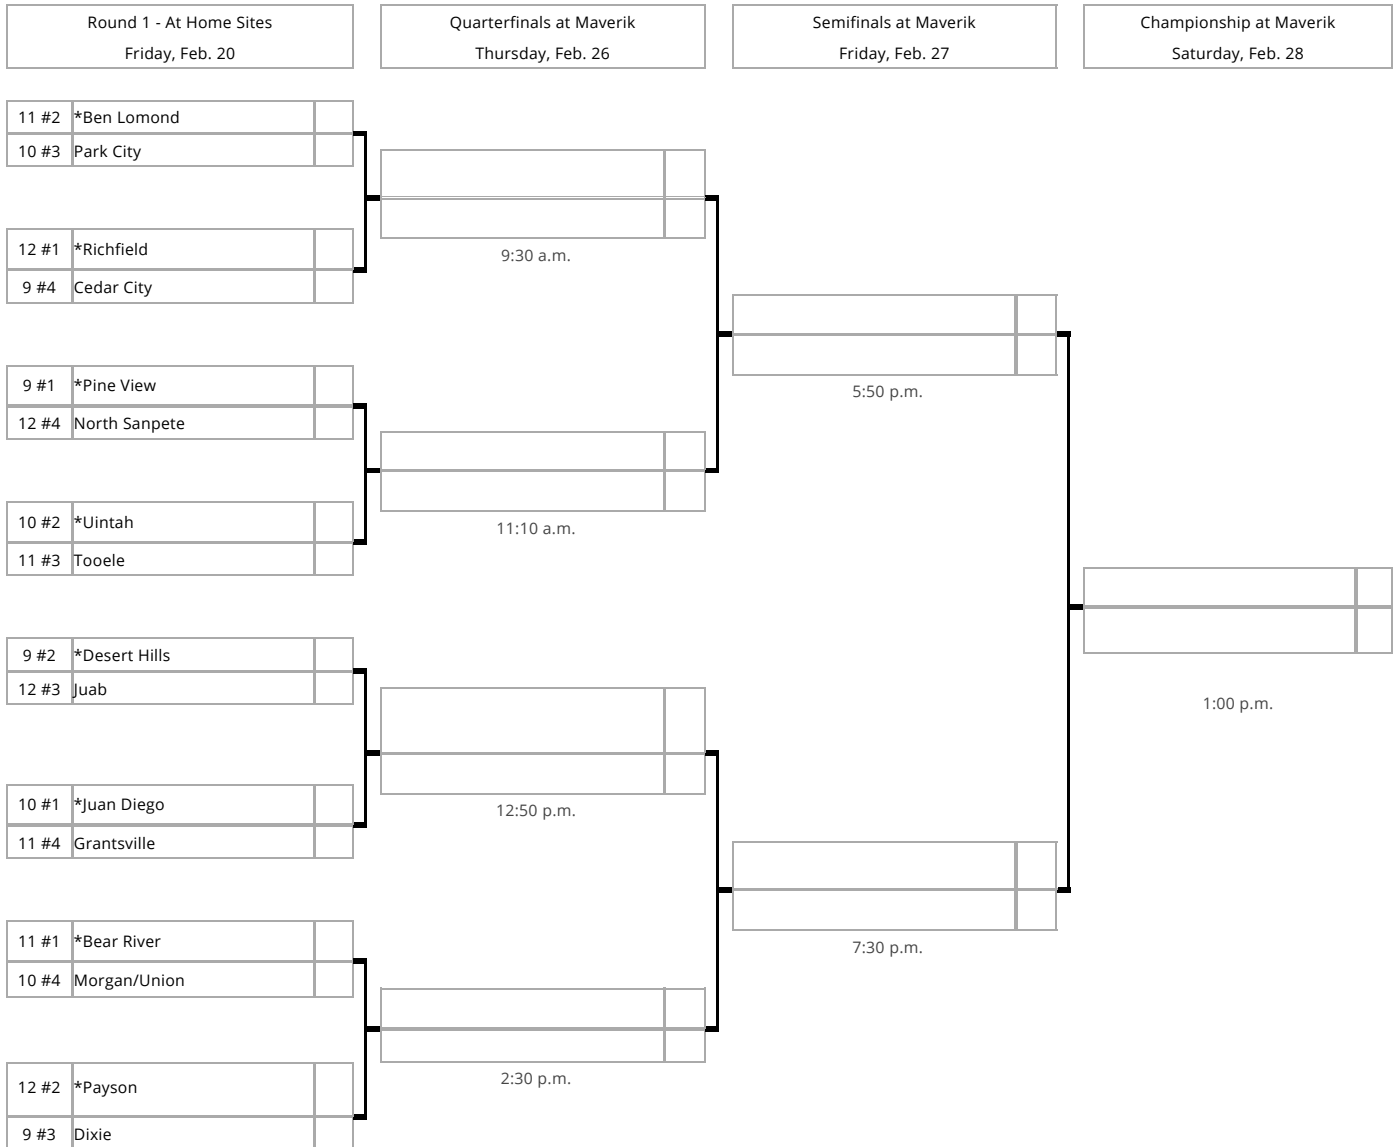 Round 1 - At Home Sites
Friday, Feb. 20
Quarterfinals at Maverik
Thursday, Feb. 26
Semifinals at Maverik
Friday, Feb. 27
Championship at Maverik
Saturday, Feb. 28
11 #2 *Ben Lomond
10 #3 Park City
9:30 a.m.
12 #1 *Richfield
9 #4 Cedar City
5:50 p.m.
9 #1 *Pine View
12 #4 North Sanpete
11:10 a.m.
10 #2 *Uintah
11 #3 Tooele
9 #2 *Desert Hills
12 #3 Juab
1:00 p.m.
12:50 p.m.
10 #1 *Juan Diego
11 #4 Grantsville
7:30 p.m.
11 #1 *Bear River
10 #4 Morgan/Union
2:30 p.m.
12 #2 *Payson
9 #3 Dixie